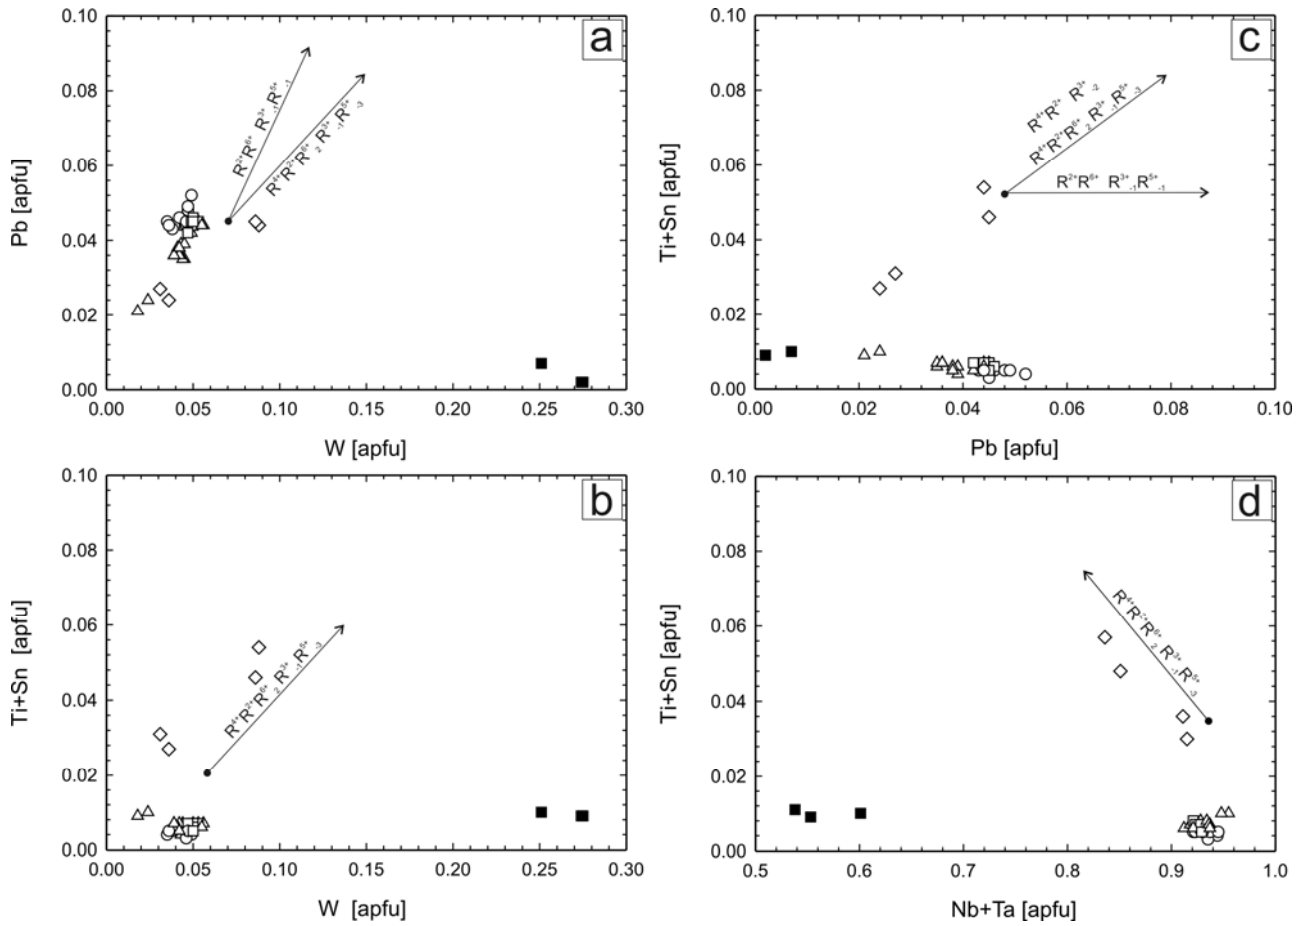 a
0.10
0.08
0.06
0.04
0.02
0.00
Pb [apfu]
R2+R6+ R3+-1R5+-1
R4+R2+R6+2R3+-1R5+-3
0.00 0.05 0.10 0.15 0.20 0.25 0.30
W [apfu]
c
0.10
0.08
0.06
0.04
0.02
0.00
Ti+Sn [apfu]
R4+R2+ R3+-2
R4+R2+R6+2R3+-1R5+-3
R2+R6+ R3+-1R5+-1
0.00 0.02 0.04 0.06 0.08 0.10
Pb [apfu]
b
0.10
0.08
0.06
0.04
0.02
0.00
Ti+Sn [apfu]
R4+R2+R6+2R3+-1R5+-3
0.00 0.05 0.10 0.15 0.20 0.25 0.30
W [apfu]
d
0.10
0.08
0.06
0.04
0.02
0.00
Ti+Sn [apfu]
R4+R2+R6+2R3+-1R5+-3
0.5 0.6 0.7 0.8 0.9 1.0
Nb+Ta [apfu]